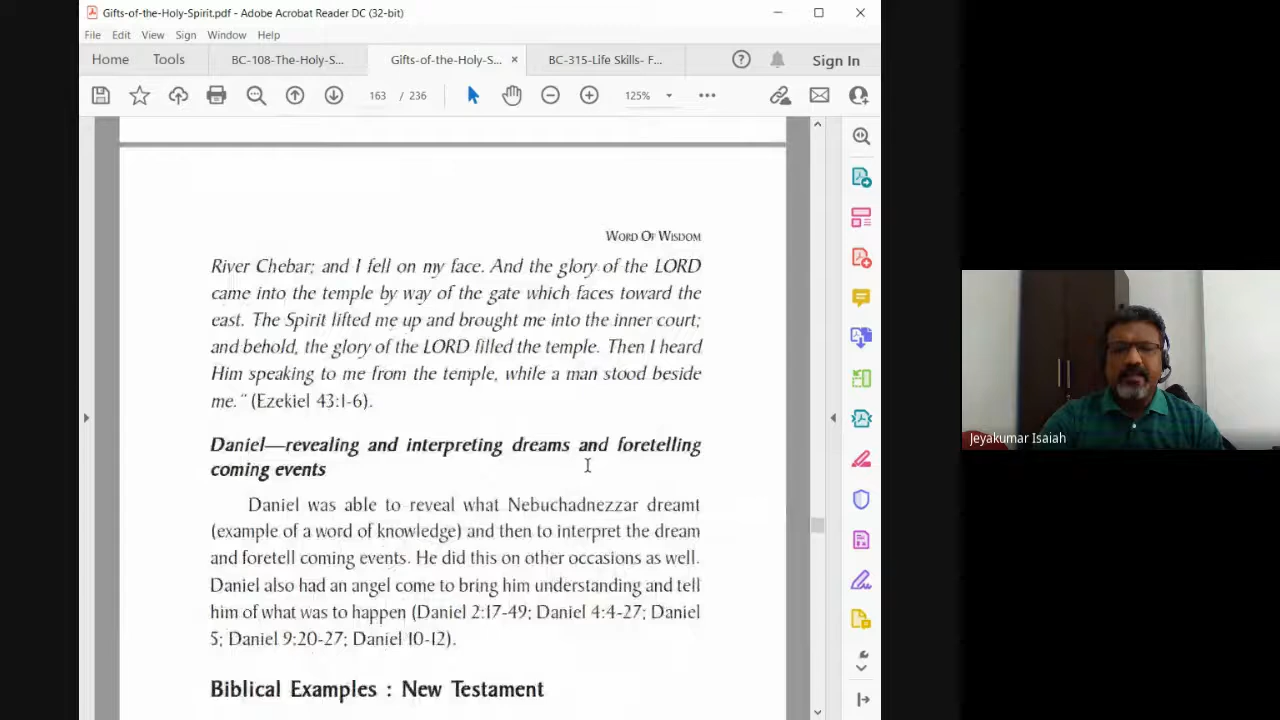 Gifts-of-the-Holy-Spirit.pdf - Adobe Acrobat Reader DC (32-bit)
File Edit View Sign Window Help
Home Tools BC-108-The-Holy-S... Gifts-of-the-Holy-S... × BC-315-Life Skills- F... Sign In
163 / 236 125%
WORD OF WISDOM
River Chebar; and I fell on my face. And the glory of the LORD
came into the temple by way of the gate which faces toward the
east. The Spirit lifted me up and brought me into the inner court;
and behold, the glory of the LORD filled the temple. Then I heard
Him speaking to me from the temple, while a man stood beside
me." (Ezekiel 43:1-6).
Daniel—revealing and interpreting dreams and foretelling
coming events
Daniel was able to reveal what Nebuchadnezzar dreamt
(example of a word of knowledge) and then to interpret the dream
and foretell coming events. He did this on other occasions as well.
Daniel also had an angel come to bring him understanding and tell
him of what was to happen (Daniel 2:17-49; Daniel 4:4-27; Daniel
5; Daniel 9:20-27; Daniel 10-12).
Biblical Examples : New Testament
Jeyakumar Isaiah